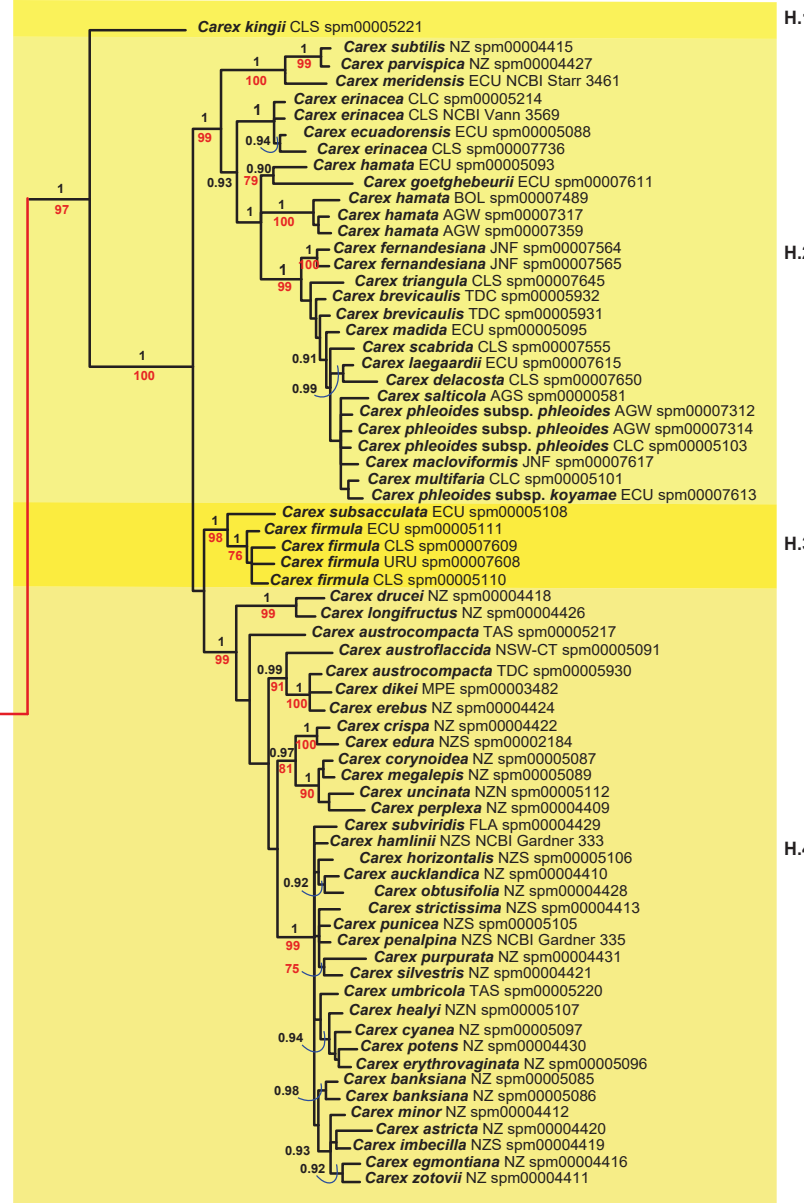 H.1
Carex kingii CLS spm00005221
Carex subtilis NZ spm00004415
1
99
Carex parvispica NZ spm00004427
1
100
Carex meridensis ECU NCBI Starr 3461
Carex erinacea CLC spm00005214
1
Carex erinacea CLS NCBI Vann 3569
1
99
Carex ecuadorensis ECU spm00005088
0.94
Carex erinacea CLS spm00007736
Carex hamata ECU spm00005093
0.90
79
0.93
Carex goetghebeurii ECU spm00007611
1
97
Carex hamata BOL spm00007489
1
100
Carex hamata AGW spm00007317
1
Carex hamata AGW spm00007359
Carex fernandesiana JNF spm00007564
H.2
100
Carex fernandesiana JNF spm00007565
1
99
Carex triangula CLS spm00007645
Carex brevicaulis TDC spm00005932
Carex brevicaulis TDC spm00005931
Carex madida ECU spm00005095
Carex scabrida CLS spm00007555
0.91
Carex laegaardii ECU spm00007615
1
100
Carex delacosta CLS spm00007650
0.99
Carex salticola AGS spm00000581
Carex phleoides subsp. phleoides AGW spm00007312
Carex phleoides subsp. phleoides AGW spm00007314
Carex phleoides subsp. phleoides CLC spm00005103
Carex macloviformis JNF spm00007617
Carex multifaria CLC spm00005101
Carex phleoides subsp. koyamae ECU spm00007613
Carex subsacculata ECU spm00005108
1
98
Carex firmula ECU spm00005111
H.3
1
76
Carex firmula CLS spm00007609
Carex firmula URU spm00007608
Carex firmula CLS spm00005110
Carex drucei NZ spm00004418
1
99
Carex longifructus NZ spm00004426
Carex austrocompacta TAS spm00005217
1
99
Carex austroflaccida NSW-CT spm00005091
0.99
91
Carex austrocompacta TDC spm00005930
1
100
Carex dikei MPE spm00003482
Carex erebus NZ spm00004424
Carex crispa NZ spm00004422
1
100
Carex edura NZS spm00002184
0.97
81
Carex corynoidea NZ spm00005087
Carex megalepis NZ spm00005089
1
90
Carex uncinata NZN spm00005112
Carex perplexa NZ spm00004409
Carex subviridis FLA spm00004429
Carex hamlinii NZS NCBI Gardner 333
H.4
Carex horizontalis NZS spm00005106
Carex aucklandica NZ spm00004410
0.92
Carex obtusifolia NZ spm00004428
Carex strictissima NZS spm00004413
Carex punicea NZS spm00005105
1
99
Carex penalpina NZS NCBI Gardner 335
Carex purpurata NZ spm00004431
75
Carex silvestris NZ spm00004421
Carex umbricola TAS spm00005220
Carex healyi NZN spm00005107
Carex cyanea NZ spm00005097
0.94
Carex potens NZ spm00004430
Carex erythrovaginata NZ spm00005096
Carex banksiana NZ spm00005085
0.98
Carex banksiana NZ spm00005086
Carex minor NZ spm00004412
Carex astricta NZ spm00004420
Carex imbecilla NZS spm00004419
0.93
Carex egmontiana NZ spm00004416
0.92
Carex zotovii NZ spm00004411